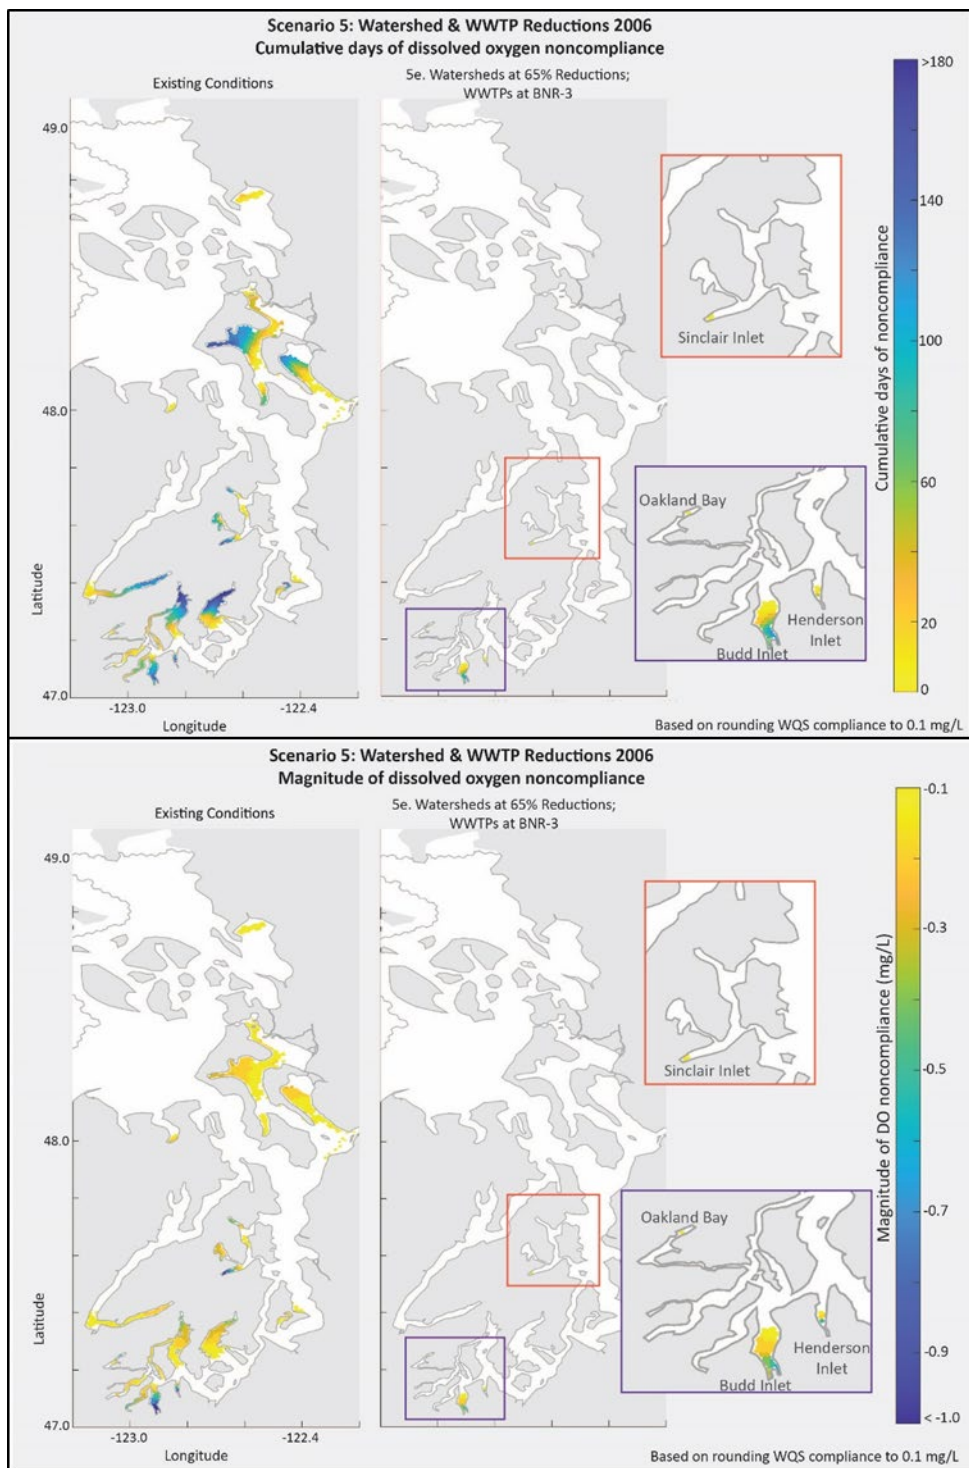 Scenario 5: Watershed & WWTP Reductions 2006
Cumulative days of dissolved oxygen noncompliance
Existing Conditions
5e. Watersheds at 65% Reductions;
WWTPs at BNR-3
49.0
48.0
47.0
Latitude
-123.0
-122.4
Longitude
Sinclair Inlet
Oakland Bay
Henderson
Inlet
Budd Inlet
Cumulative days of noncompliance
>180
140
100
60
20
0
Based on rounding WQS compliance to 0.1 mg/L
Scenario 5: Watershed & WWTP Reductions 2006
Magnitude of dissolved oxygen noncompliance
Existing Conditions
5e. Watersheds at 65% Reductions;
WWTPs at BNR-3
49.0
48.0
47.0
Latitude
-123.0
-122.4
Longitude
Sinclair Inlet
Oakland Bay
Henderson
Inlet
Budd Inlet
Magnitude of DO noncompliance (mg/L)
-0.1
-0.3
-0.5
-0.7
-0.9
< -1.0
Based on rounding WQS compliance to 0.1 mg/L